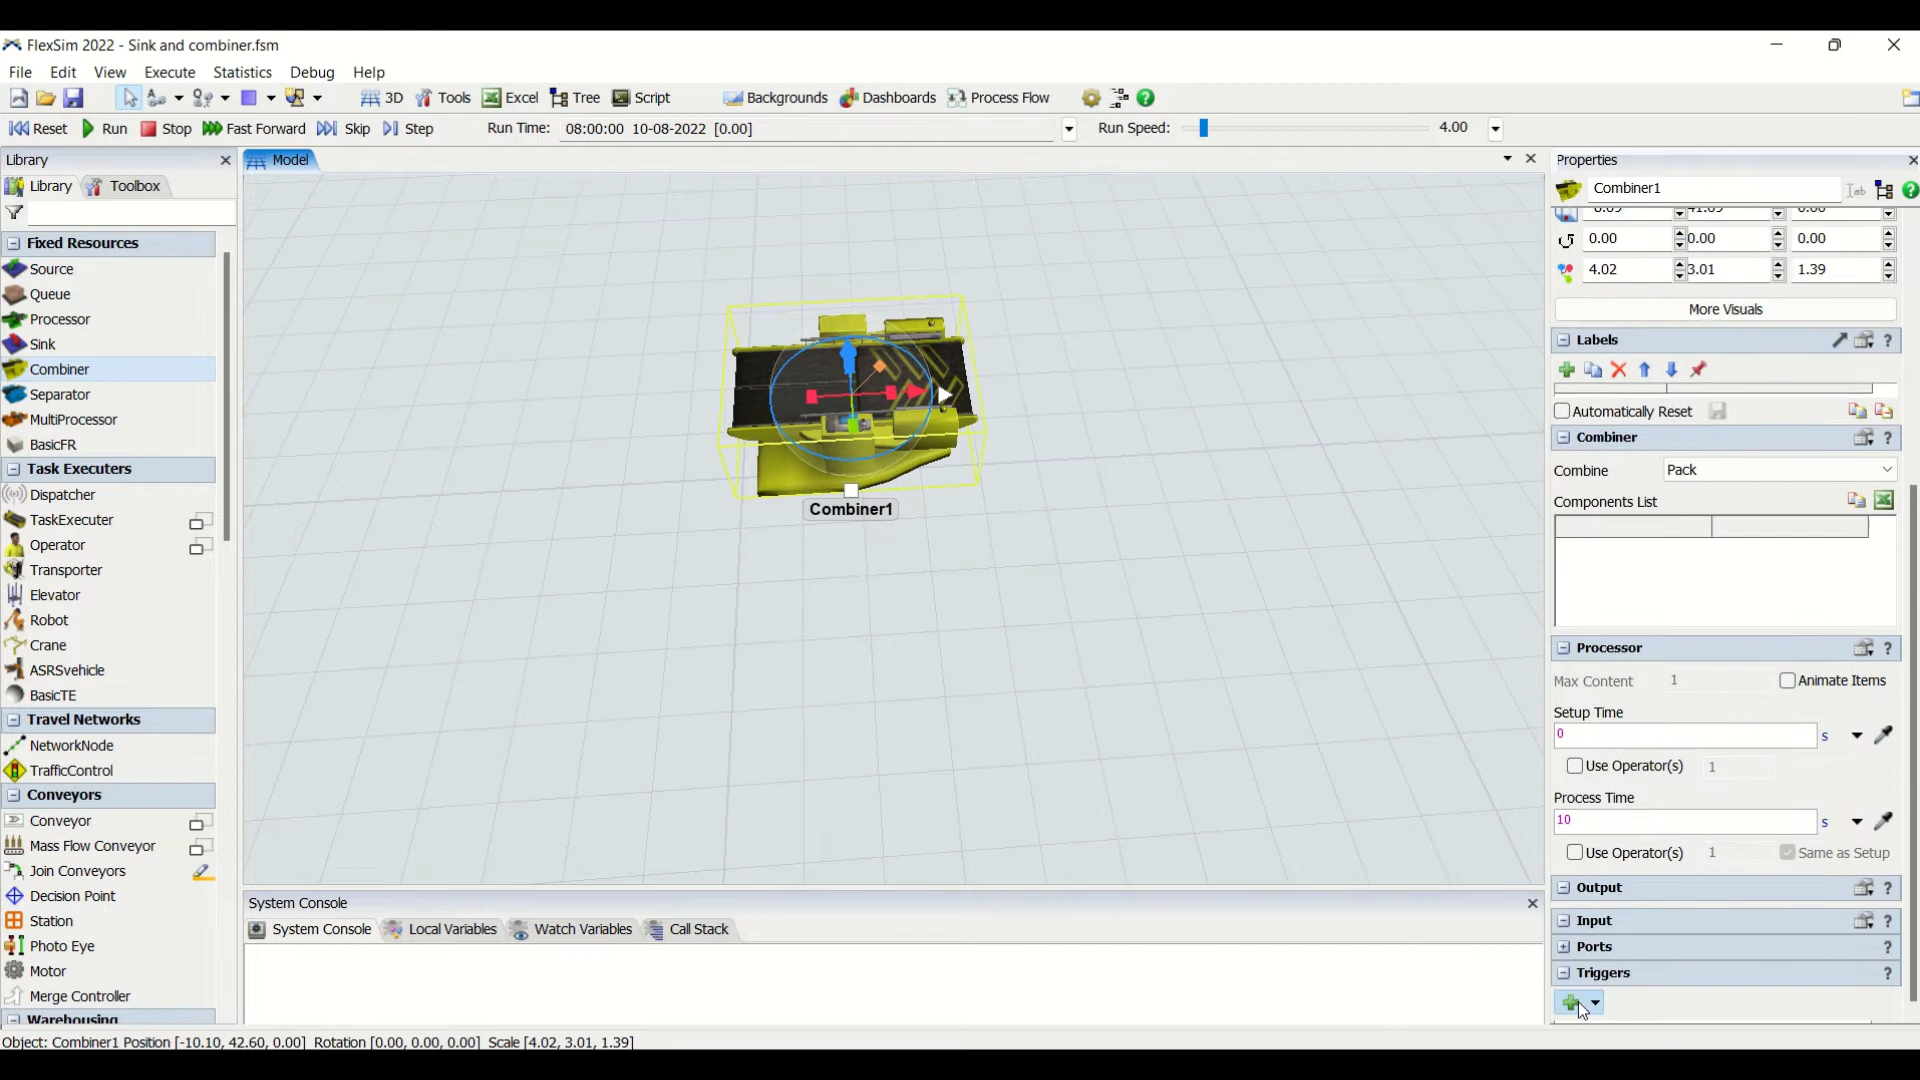 FlexSim 2022 - Sink and combiner.fsm
File Edit View Execute Statistics Debug Help
3D Tools Excel Tree Script Backgrounds Dashboards Process Flow
Reset Run Stop Fast Forward Skip Step Run Time: 08:00:00 10-08-2022 [0.00] Run Speed: 4.00
Library
Library Toolbox
Fixed Resources
Source
Queue
Processor
Sink
Combiner
Separator
MultiProcessor
BasicFR
Task Executers
Dispatcher
TaskExecuter
Operator
Transporter
Elevator
Robot
Crane
ASRSvehicle
BasicTE
Travel Networks
NetworkNode
TrafficControl
Conveyors
Conveyor
Mass Flow Conveyor
Join Conveyors
Decision Point
Station
Photo Eye
Motor
Merge Controller
Warehousing
Model
Combiner1
System Console
System Console Local Variables Watch Variables Call Stack
Properties
Combiner1
0.00 0.00 0.00
4.02 3.01 1.39
More Visuals
Labels
Automatically Reset
Combiner
Combine Pack
Components List
Processor
Max Content 1 Animate Items
Setup Time
0 s
Use Operator(s) 1
Process Time
10 s
Use Operator(s) 1 Same as Setup
Output
Input
Ports
Triggers
Object: Combiner1 Position [-10.10, 42.60, 0.00] Rotation [0.00, 0.00, 0.00] Scale [4.02, 3.01, 1.39]